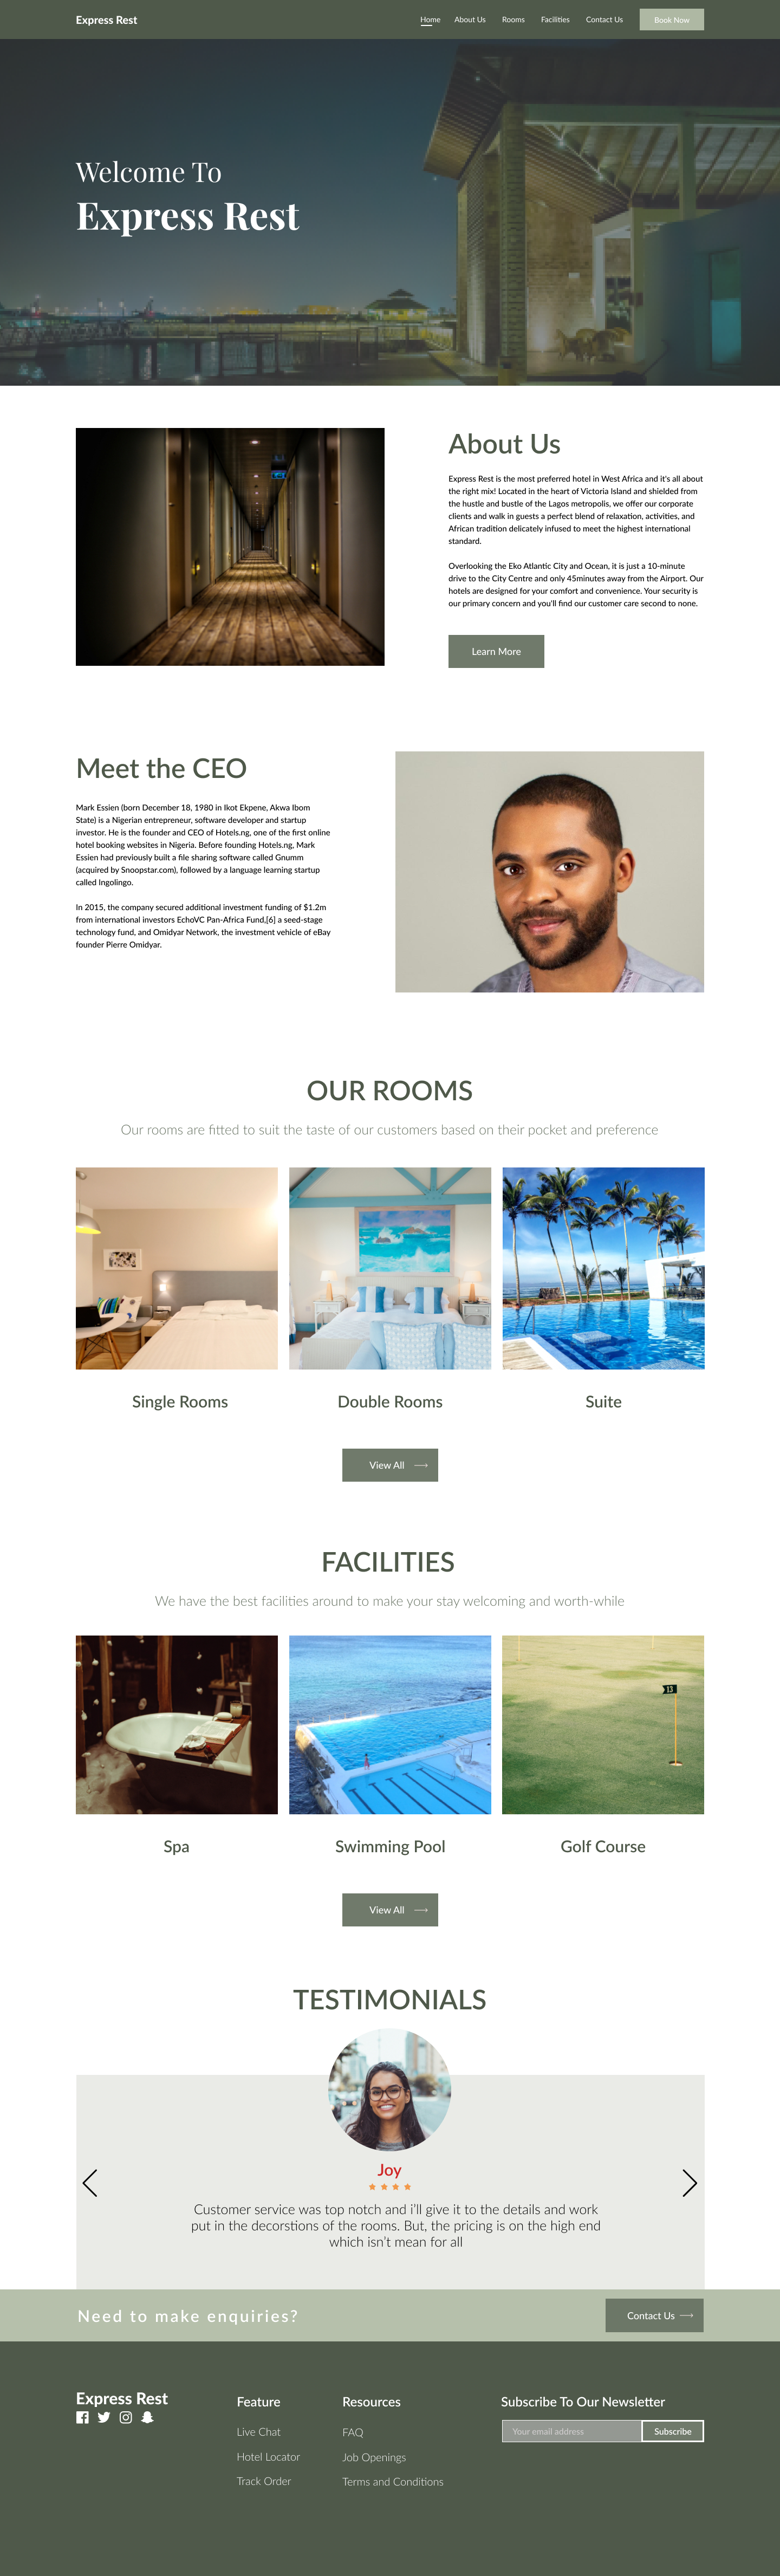 Express Rest
Home
About Us
Rooms
Facilities
Contact Us
Book Now
Welcome To
Express Rest
About Us
Express Rest is the most preferred hotel in West Africa and it's all about
the right mix! Located in the heart of Victoria Island and shielded from
the hustle and bustle of the Lagos metropolis, we offer our corporate
clients and walk in guests a perfect blend of relaxation, activities, and
African tradition delicately infused to meet the highest international
standard.
Overlooking the Eko Atlantic City and Ocean, it is just a 10-minute
drive to the City Centre and only 45minutes away from the Airport. Our
hotels are designed for your comfort and convenience. Your security is
our primary concern and you'll find our customer care second to none.
Learn More
Meet the CEO
Mark Essien (born December 18, 1980 in Ikot Ekpene, Akwa Ibom
State) is a Nigerian entrepreneur, software developer and startup
investor. He is the founder and CEO of Hotels.ng, one of the first online
hotel booking websites in Nigeria. Before founding Hotels.ng, Mark
Essien had previously built a file sharing software called Gnumm
(acquired by Snoopstar.com), followed by a language learning startup
called Ingolingo.
In 2015, the company secured additional investment funding of $1.2m
from international investors EchoVC Pan-Africa Fund,[6] a seed-stage
technology fund, and Omidyar Network, the investment vehicle of eBay
founder Pierre Omidyar.
OUR ROOMS
Our rooms are fitted to suit the taste of our customers based on their pocket and preference
Single Rooms
Double Rooms
Suite
View All
FACILITIES
We have the best facilities around to make your stay welcoming and worth-while
13
Spa
Swimming Pool
Golf Course
View All
TESTIMONIALS
Joy
Customer service was top notch and i'll give it to the details and work
put in the decorstions of the rooms. But, the pricing is on the high end
which isn't mean for all
Need to make enquiries?
Contact Us
Express Rest
Feature
Live Chat
Hotel Locator
Track Order
Resources
FAQ
Job Openings
Terms and Conditions
Subscribe To Our Newsletter
Your email address
Subscribe